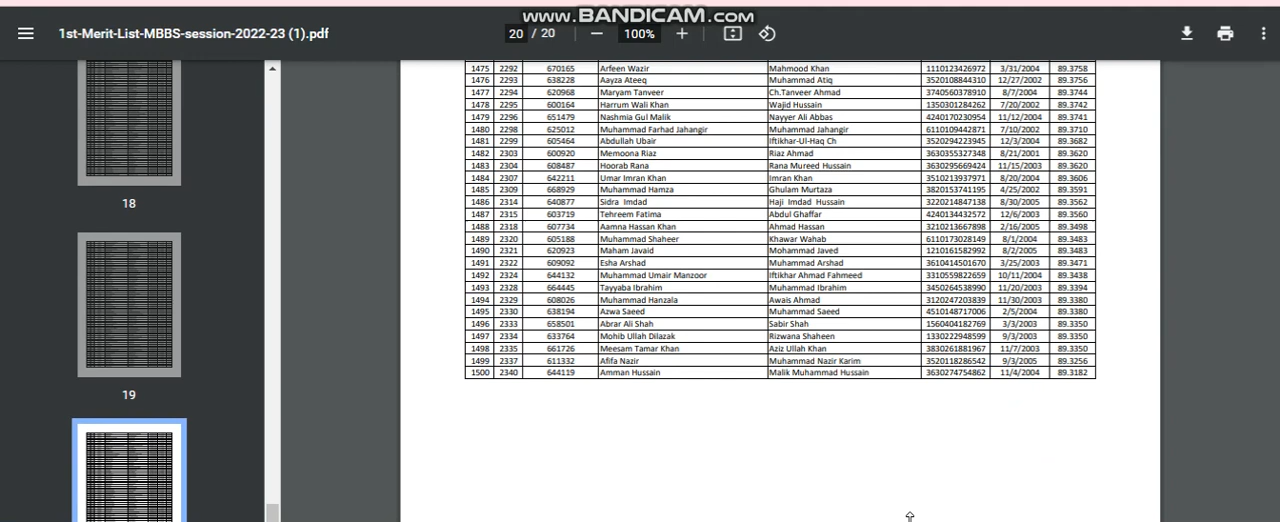 www.BANDICAM.com
1st-Merit-List-MBBS-session-2022-23 (1).pdf 20 / 20 100%
1475 2292 670165 Arfeen Wazir Mahmood Khan 1110123426972 3/31/2004 89.3758
1476 2293 638228 Aayza Ateeq Muhammad Atiq 3520108844310 12/27/2002 89.3756
1477 2294 620968 Maryam Tanveer Ch.Tanveer Ahmad 3740560378910 8/7/2004 89.3744
1478 2295 600164 Harrum Wali Khan Wajid Hussain 1350301284262 7/20/2002 89.3742
1479 2296 651479 Nashmia Gul Malik Nayyer Ali Abbas 4240170230954 11/12/2004 89.3741
1480 2298 625012 Muhammad Farhad Jahangir Muhammad Jahangir 6110109442871 7/10/2002 89.3710
1481 2299 605464 Abdullah Ubair Iftikhar-Ul-Haq Ch 3520294223945 12/3/2004 89.3682
1482 2303 600920 Memoona Riaz Riaz Ahmad 3630355327348 8/21/2001 89.3620
1483 2304 608487 Hoorab Rana Rana Mureed Hussain 3630295669424 11/15/2003 89.3620
1484 2307 642211 Umar Imran Khan Imran Khan 3510213937971 8/20/2004 89.3606
1485 2309 668929 Muhammad Hamza Ghulam Murtaza 3820153741195 4/25/2002 89.3591
1486 2314 640877 Sidra Imdad Haji Imdad Hussain 3220214847138 8/30/2005 89.3562
1487 2315 603719 Tehreem Fatima Abdul Ghaffar 4240134432572 12/6/2003 89.3560
1488 2318 607734 Aamna Hassan Khan Ahmad Hassan 3210213667898 2/16/2005 89.3498
1489 2320 605188 Muhammad Shaheer Khawar Wahab 6110173028149 8/1/2004 89.3483
1490 2321 620923 Maham Javaid Mohammad Javed 1210161582992 8/2/2005 89.3483
1491 2322 609092 Esha Arshad Muhammad Arshad 3610414501670 3/25/2003 89.3471
1492 2324 644132 Muhammad Umair Manzoor Iftikhar Ahmad Fahmeed 3310559822659 10/11/2004 89.3438
1493 2328 664445 Tayyaba Ibrahim Muhammad Ibrahim 3450264538990 11/20/2003 89.3394
1494 2329 608026 Muhammad Hanzala Awais Ahmad 3120247203839 11/30/2003 89.3380
1495 2330 638194 Azwa Saeed Muhammad Saeed 4510148717006 2/5/2004 89.3380
1496 2333 658501 Abrar Ali Shah Sabir Shah 1560404182769 3/3/2003 89.3350
1497 2334 633764 Mohib Ullah Dilazak Rizwana Shaheen 1330222948599 9/3/2003 89.3350
1498 2335 661726 Meesam Tamar Khan Aziz Ullah Khan 3830261881967 11/7/2003 89.3350
1499 2337 611332 Afifa Nazir Muhammad Nazir Karim 3520118286542 9/3/2005 89.3256
1500 2340 644119 Amman Hussain Malik Muhammad Hussain 3630274754862 11/4/2004 89.3182
18
19